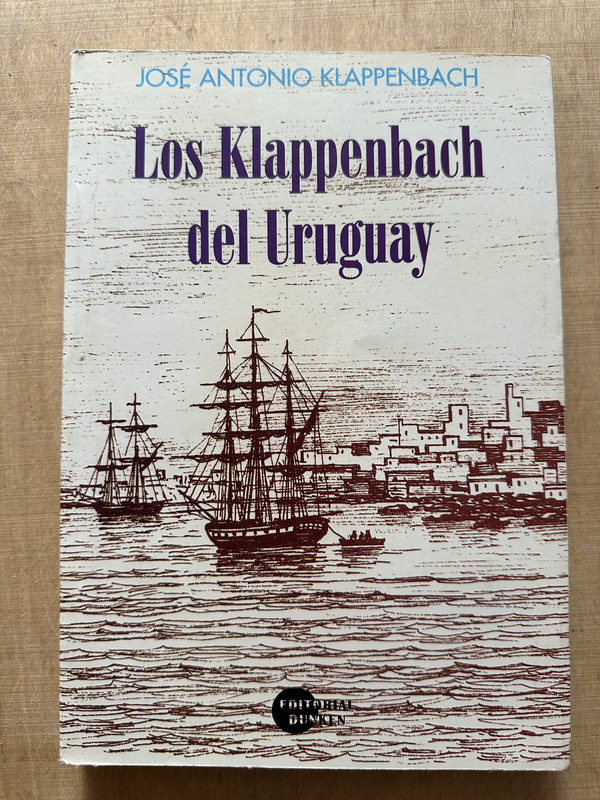 JOSÉ ANTONIO KLAPPENBACH
Los Klappenbach
del Uruguay
EDITORIAL
DUNKEN